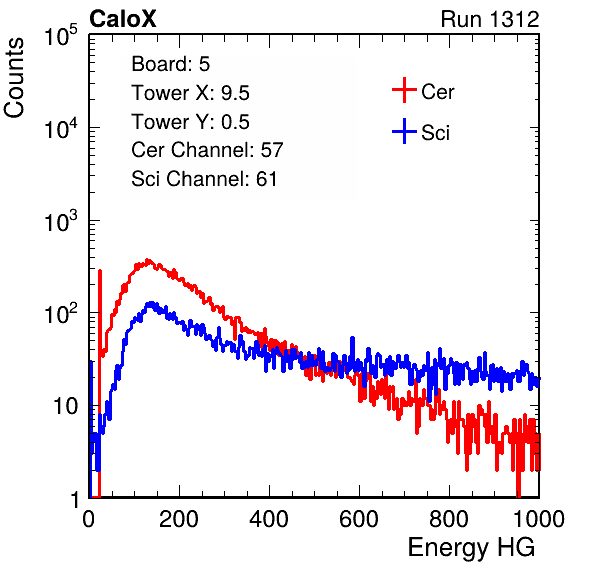 CaloX Run 1312
Counts
10^5
10^4
10^3
10^2
10
1
Board: 5
Tower X: 9.5
Tower Y: 0.5
Cer Channel: 57
Sci Channel: 61
Cer
Sci
0 200 400 600 800 1000
Energy HG